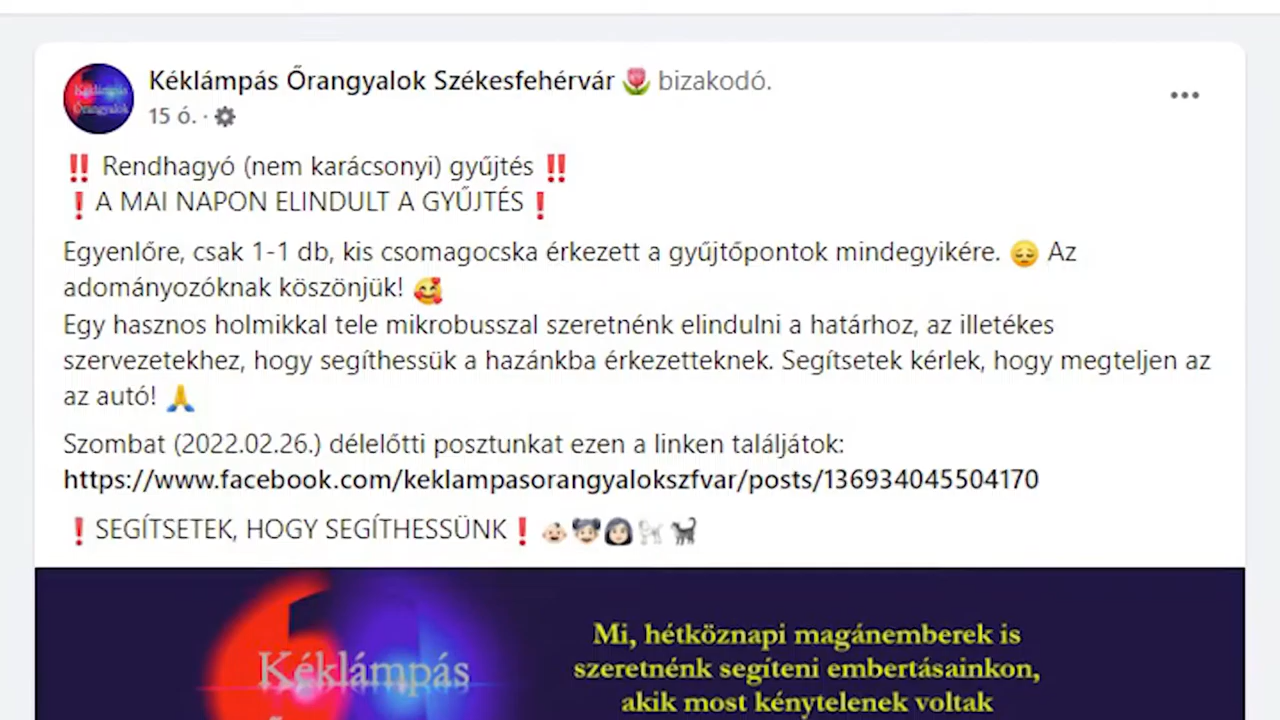 Kéklámpás Őrangyalok Székesfehérvár 🌷 bizakodó.
15 ó. ·
‼ Rendhagyó (nem karácsonyi) gyűjtés ‼
❗A MAI NAPON ELINDULT A GYŰJTÉS❗
Egyenlőre, csak 1-1 db, kis csomagocska érkezett a gyűjtőpontok mindegyikére. 😔 Az
adományozóknak köszönjük! 🥰
Egy hasznos holmikkal tele mikrobusszal szeretnénk elindulni a határhoz, az illetékes
szervezetekhez, hogy segíthessük a hazánkba érkezetteknek. Segítsetek kérlek, hogy megteljen az
az autó! 🙏
Szombat (2022.02.26.) délelőtti posztunkat ezen a linken találjátok:
https://www.facebook.com/keklampasorangyalokszfvar/posts/136934045504170
❗SEGÍTSETEK, HOGY SEGÍTHESSÜNK❗👶🏻👧🏻👩🏻🐩🐈‍⬛
Kéklámpás
Mi, hétköznapi magánemberek is
szeretnénk segíteni embertásainkon,
akik most kénytelenek voltak